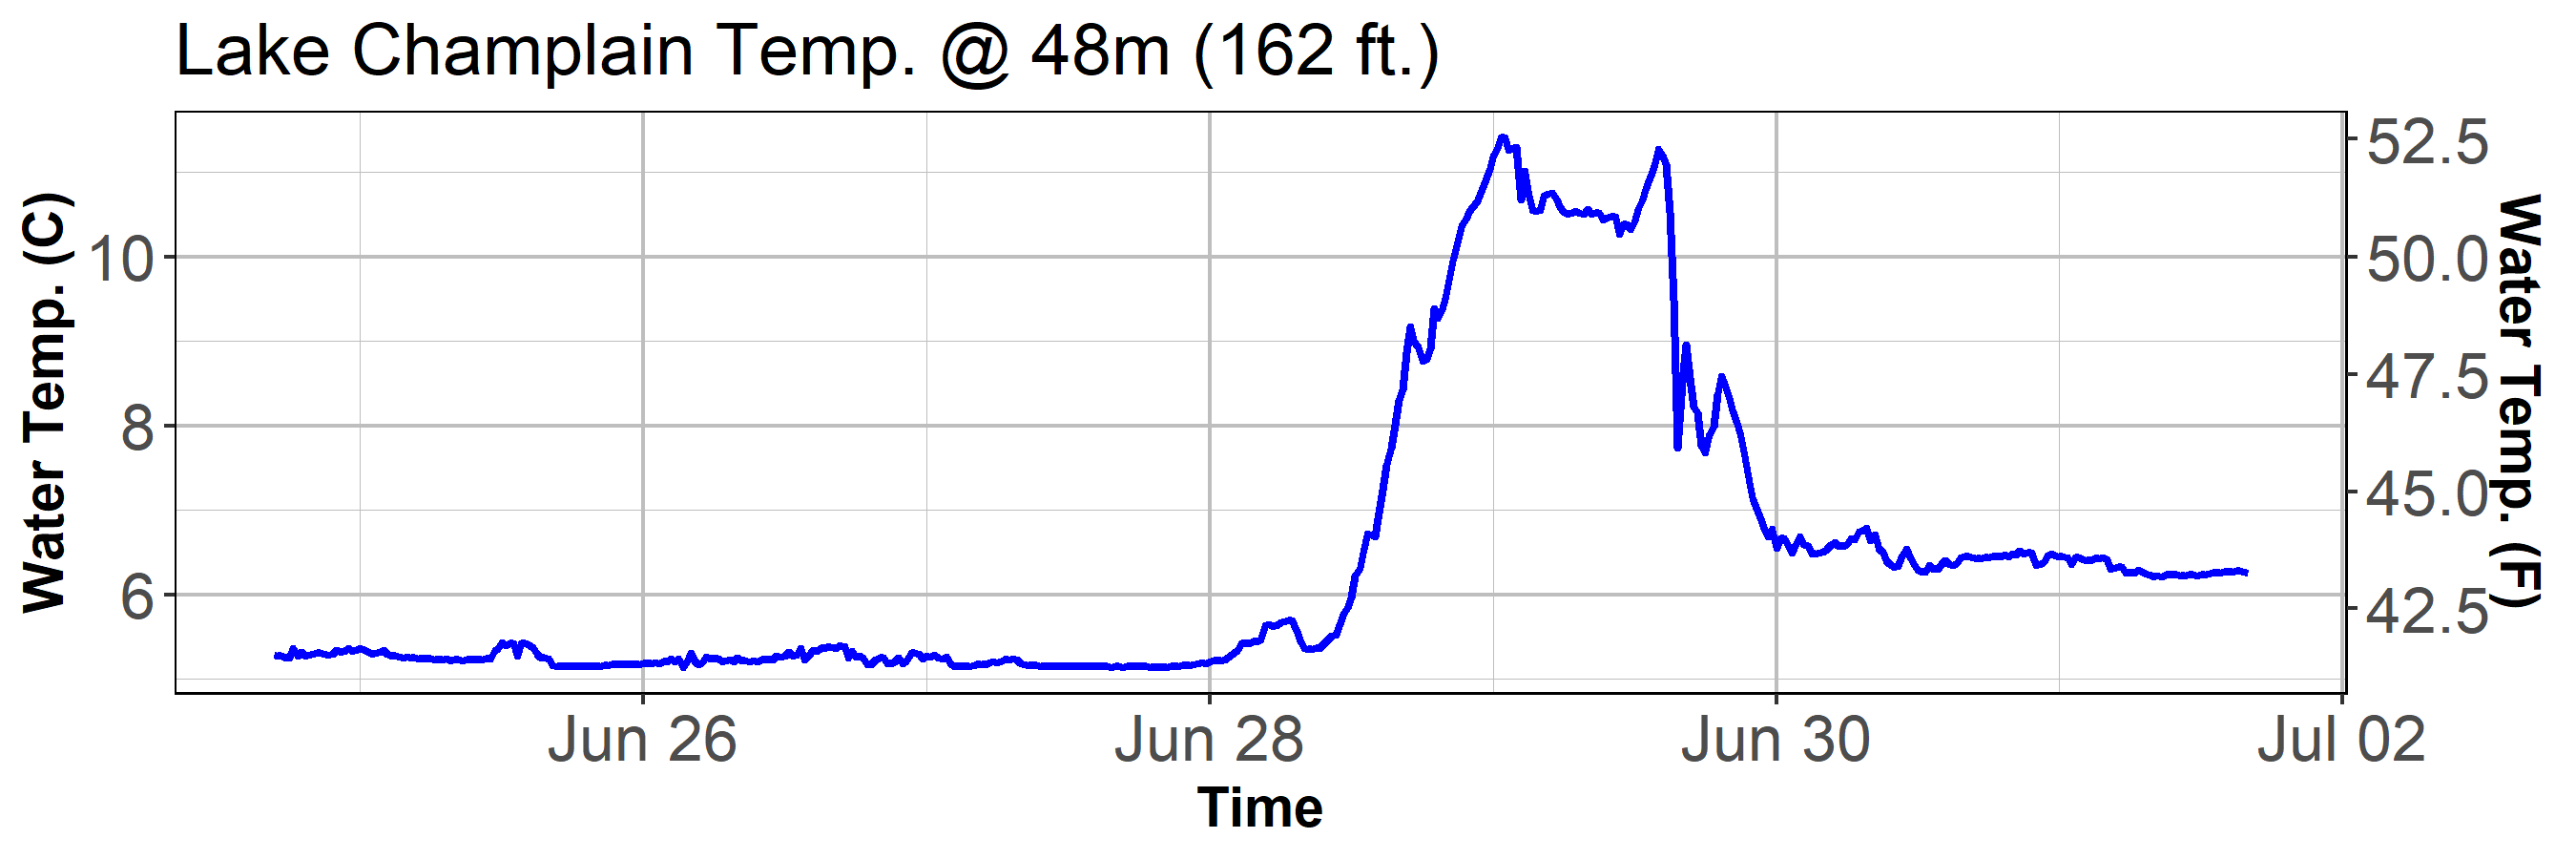 Lake Champlain Temp. @ 48m (162 ft.)
Water Temp. (C)
10
8
6
52.5
50.0
47.5
45.0
42.5
Water Temp. (F)
Jun 26
Jun 28
Jun 30
Jul 02
Time